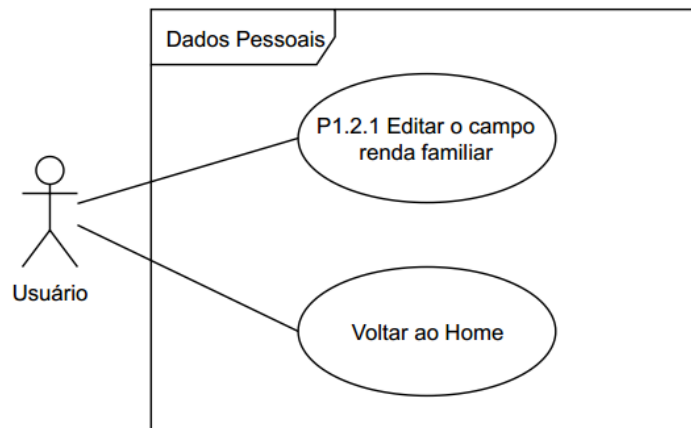 Dados Pessoais
P1.2.1 Editar o campo
renda familiar
Usuário
Voltar ao Home